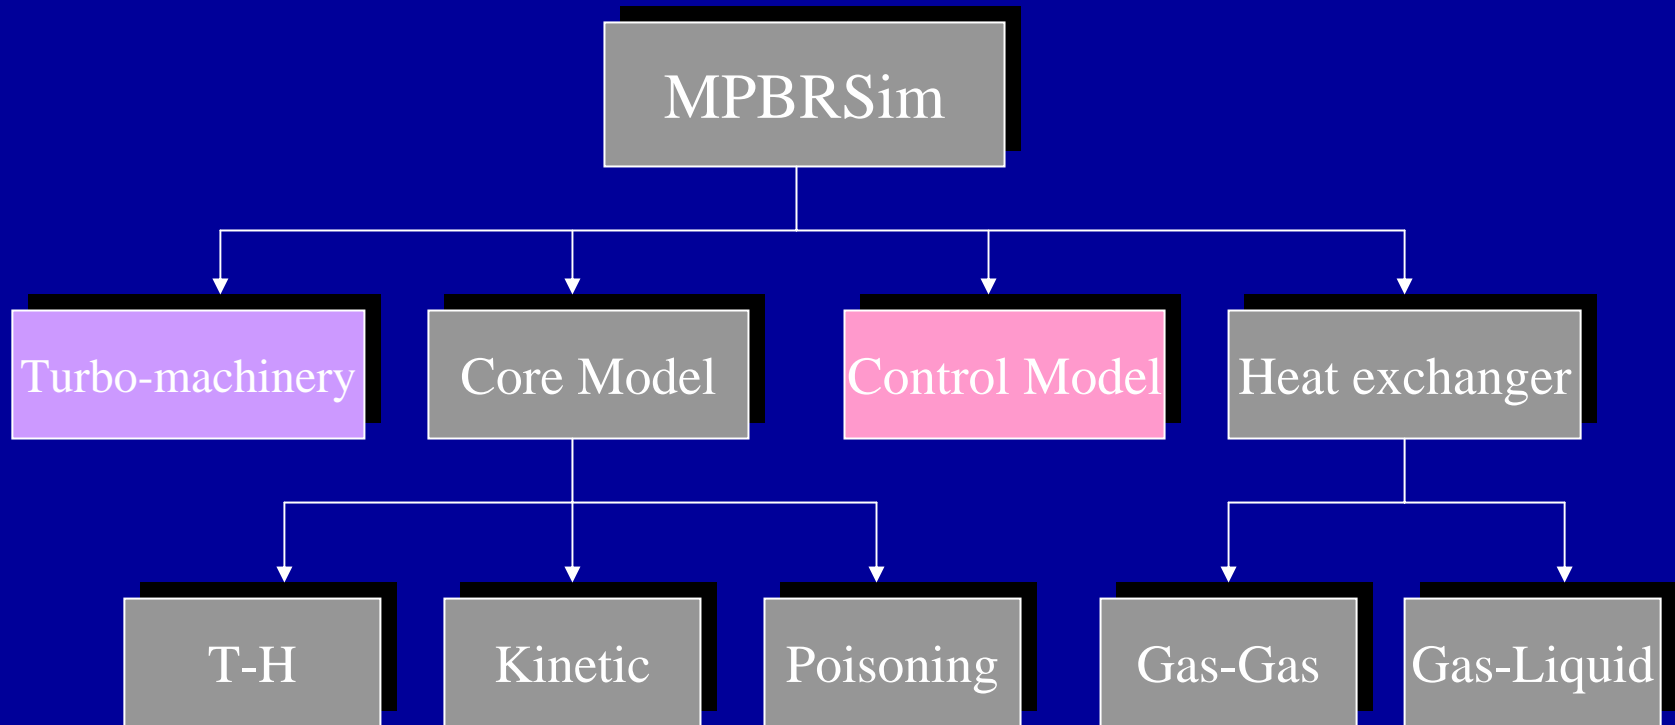 MPBRSim
Turbo-machinery
Core Model
Control Model
Heat exchanger
T-H
Kinetic
Poisoning
Gas-Gas
Gas-Liquid